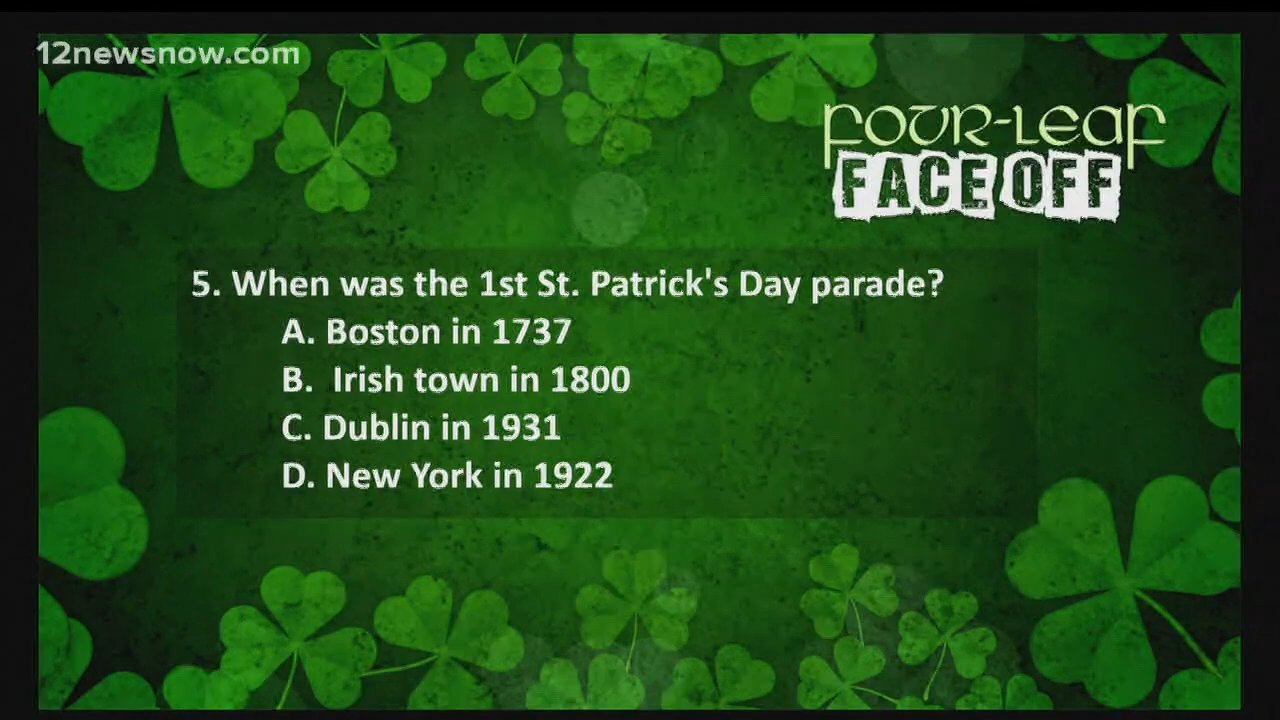 12newsnow.com
FOUR-LEAF
FACE OFF
5. When was the 1st St. Patrick's Day parade?
A. Boston in 1737
B. Irish town in 1800
C. Dublin in 1931
D. New York in 1922